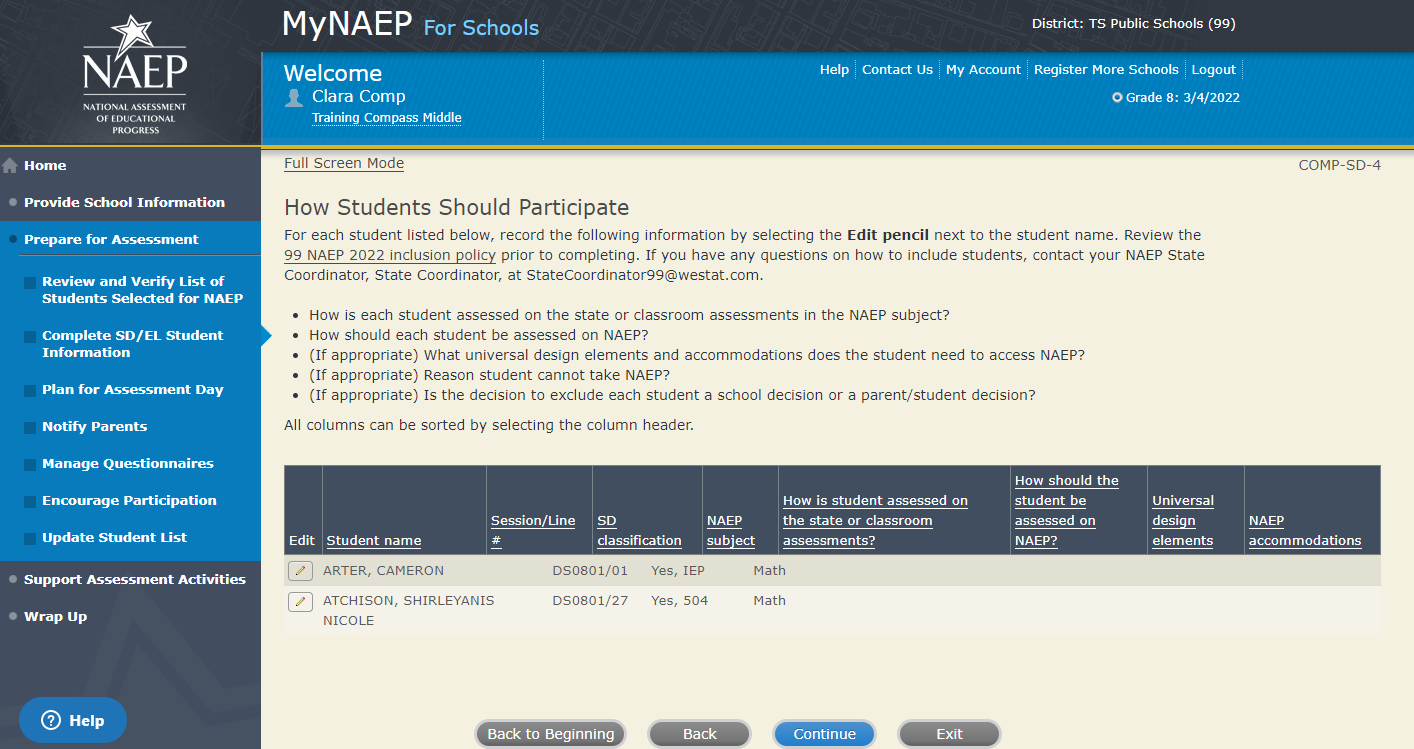 NAEP
NATIONAL ASSESSMENT
OF EDUCATIONAL
PROGRESS
MyNAEP For Schools
District: TS Public Schools (99)
Welcome
Clara Comp
Training Compass Middle
Help
Contact Us
My Account
Register More Schools
Logout
Grade 8: 3/4/2022
Home
Provide School Information
Prepare for Assessment
Review and Verify List of
Students Selected for NAEP
Complete SD/EL Student
Information
Plan for Assessment Day
Notify Parents
Manage Questionnaires
Encourage Participation
Update Student List
Support Assessment Activities
Wrap Up
? Help
Full Screen Mode
COMP-SD-4
How Students Should Participate
For each student listed below, record the following information by selecting the Edit pencil next to the student name. Review the
99 NAEP 2022 inclusion policy prior to completing. If you have any questions on how to include students, contact your NAEP State
Coordinator, State Coordinator, at StateCoordinator99@westat.com.
• How is each student assessed on the state or classroom assessments in the NAEP subject?
• How should each student be assessed on NAEP?
• (If appropriate) What universal design elements and accommodations does the student need to access NAEP?
• (If appropriate) Reason student cannot take NAEP?
• (If appropriate) Is the decision to exclude each student a school decision or a parent/student decision?
All columns can be sorted by selecting the column header.
Edit
Student name
Session/Line
#
SD
classification
NAEP
subject
How is student assessed on
the state or classroom
assessments?
How should the
student be
assessed on
NAEP?
Universal
design
elements
NAEP
accommodations
ARTER, CAMERON DS0801/01 Yes, IEP Math
ATCHISON, SHIRLEYANIS DS0801/27 Yes, 504 Math
NICOLE
Back to Beginning
Back
Continue
Exit